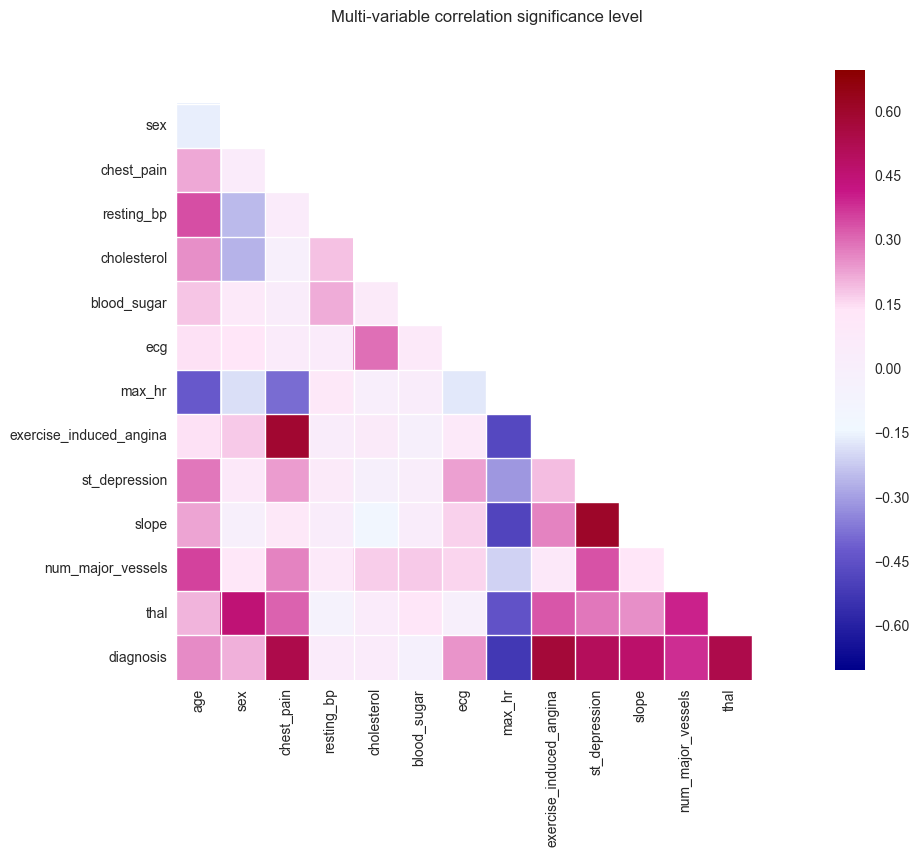 Multi-variable correlation significance level
sex
chest_pain
resting_bp
cholesterol
blood_sugar
ecg
max_hr
exercise_induced_angina
st_depression
slope
num_major_vessels
thal
diagnosis
age
sex
chest_pain
resting_bp
cholesterol
blood_sugar
ecg
max_hr
exercise_induced_angina
st_depression
slope
num_major_vessels
thal
0.60
0.45
0.30
0.15
0.00
−0.15
−0.30
−0.45
−0.60